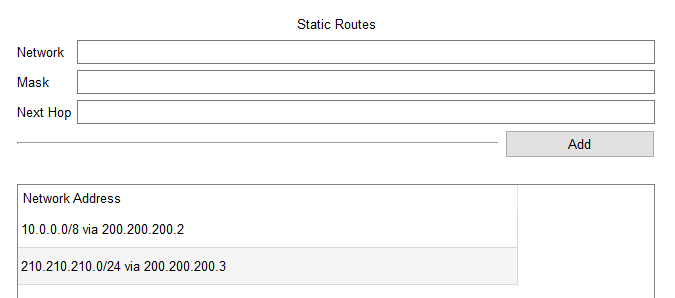 Static Routes
Network
Mask
Next Hop
Add
Network Address
10.0.0.0/8 via 200.200.200.2
210.210.210.0/24 via 200.200.200.3